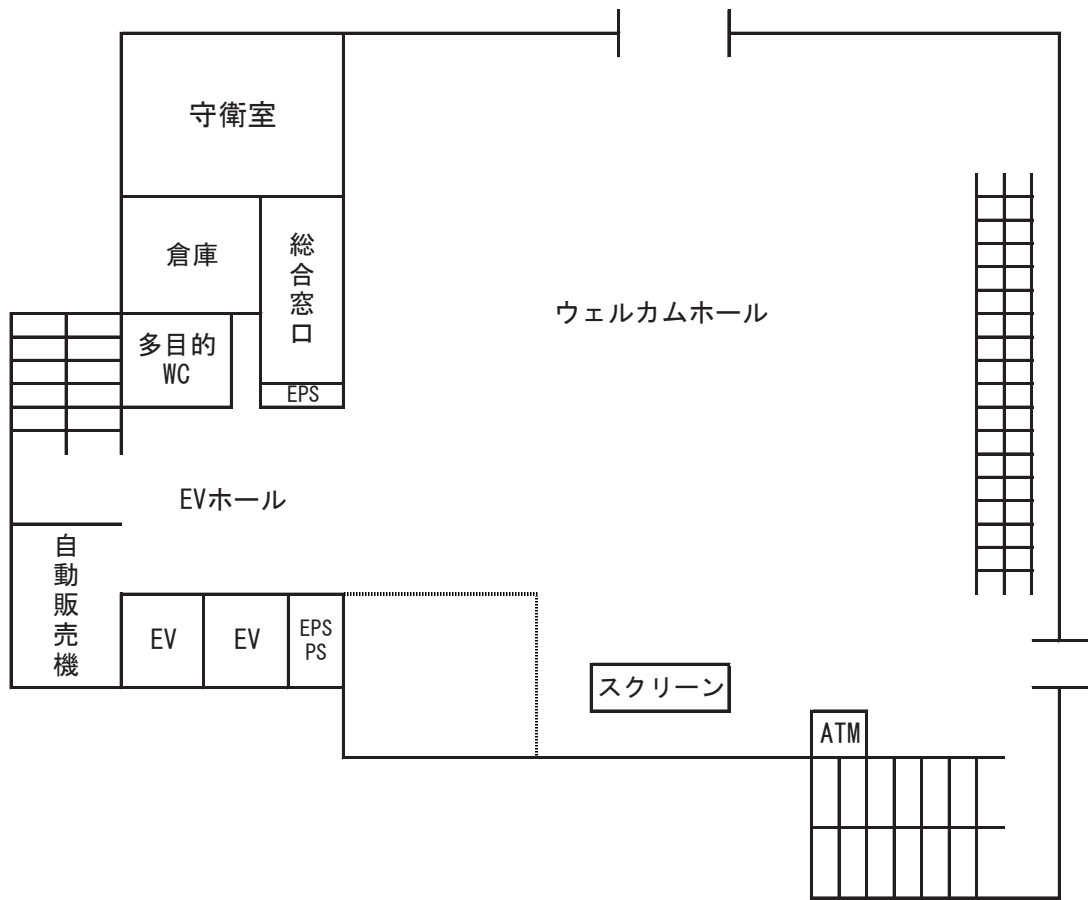 守衛室
倉庫
総合窓口
ウェルカムホール
多目的
WC
EPS
EVホール
自動販売機
EV
EV
EPS
PS
スクリーン
ATM